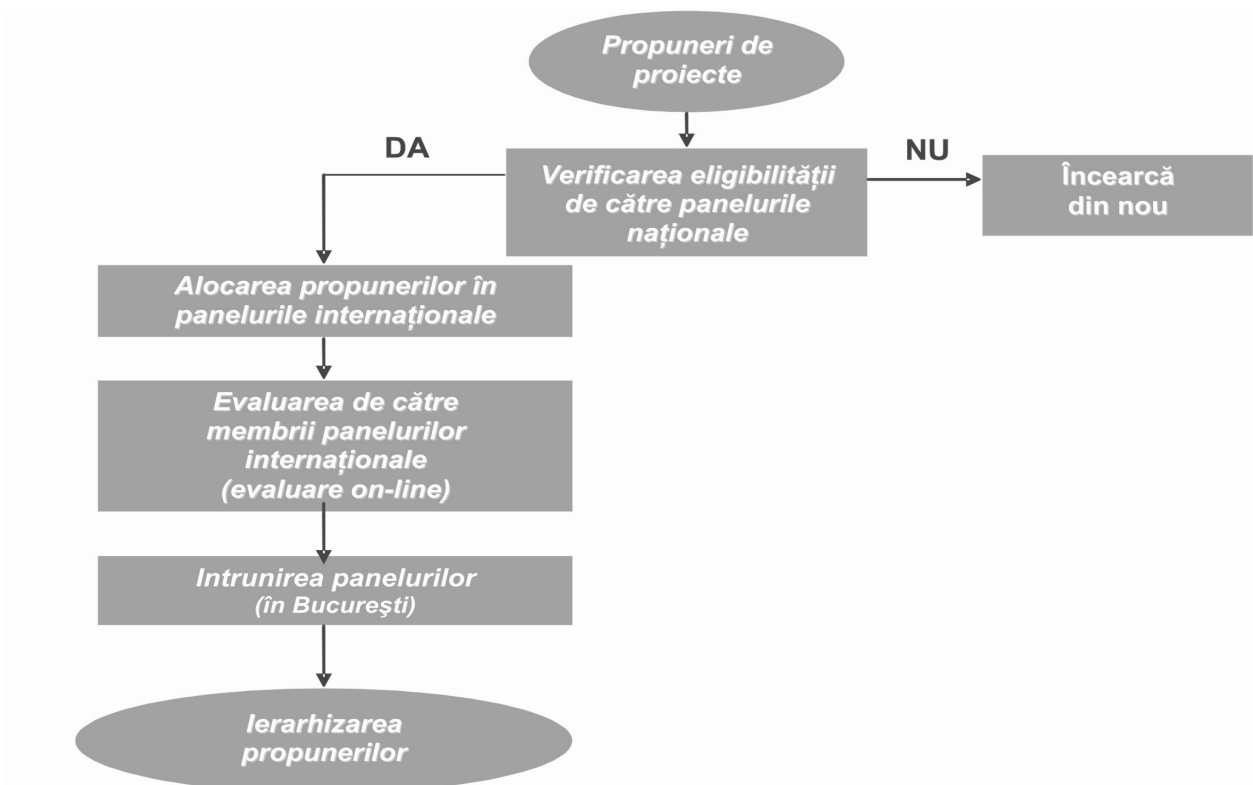 Propuneri de
proiecte
DA
NU
Verificarea eligibilității
de către panelurile
naționale
Încearcă
din nou
Alocarea propunerilor în
panelurile internaționale
Evaluarea de către
membrii panelurilor
internaționale
(evaluare on-line)
Intrunirea panelurilor
(în Bucureşti)
Ierarhizarea
propunerilor